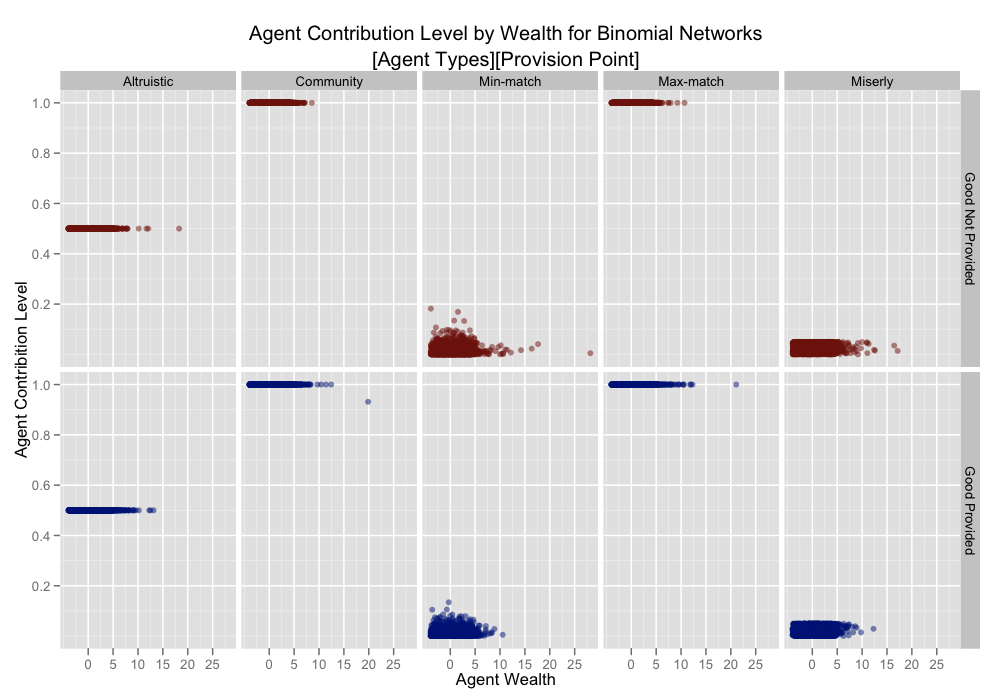 Agent Contribution Level by Wealth for Binomial Networks
[Agent Types][Provision Point]
Altruistic Community Min-match Max-match Miserly
1.0
0.8
0.6
0.4
0.2
Good Not Provided
Agent Contribition Level
1.0
0.8
0.6
0.4
0.2
Good Provided
0 5 10 15 20 25 0 5 10 15 20 25 0 5 10 15 20 25 0 5 10 15 20 25 0 5 10 15 20 25
Agent Wealth